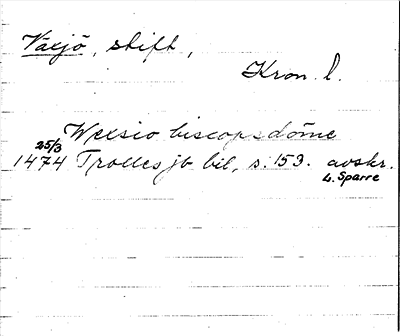 Växjö, stift,
Kron. l.
Wexsio biscopsdöme
25/3
1474 Trolles jb bil, s. 153. avskr.
L. Sparre